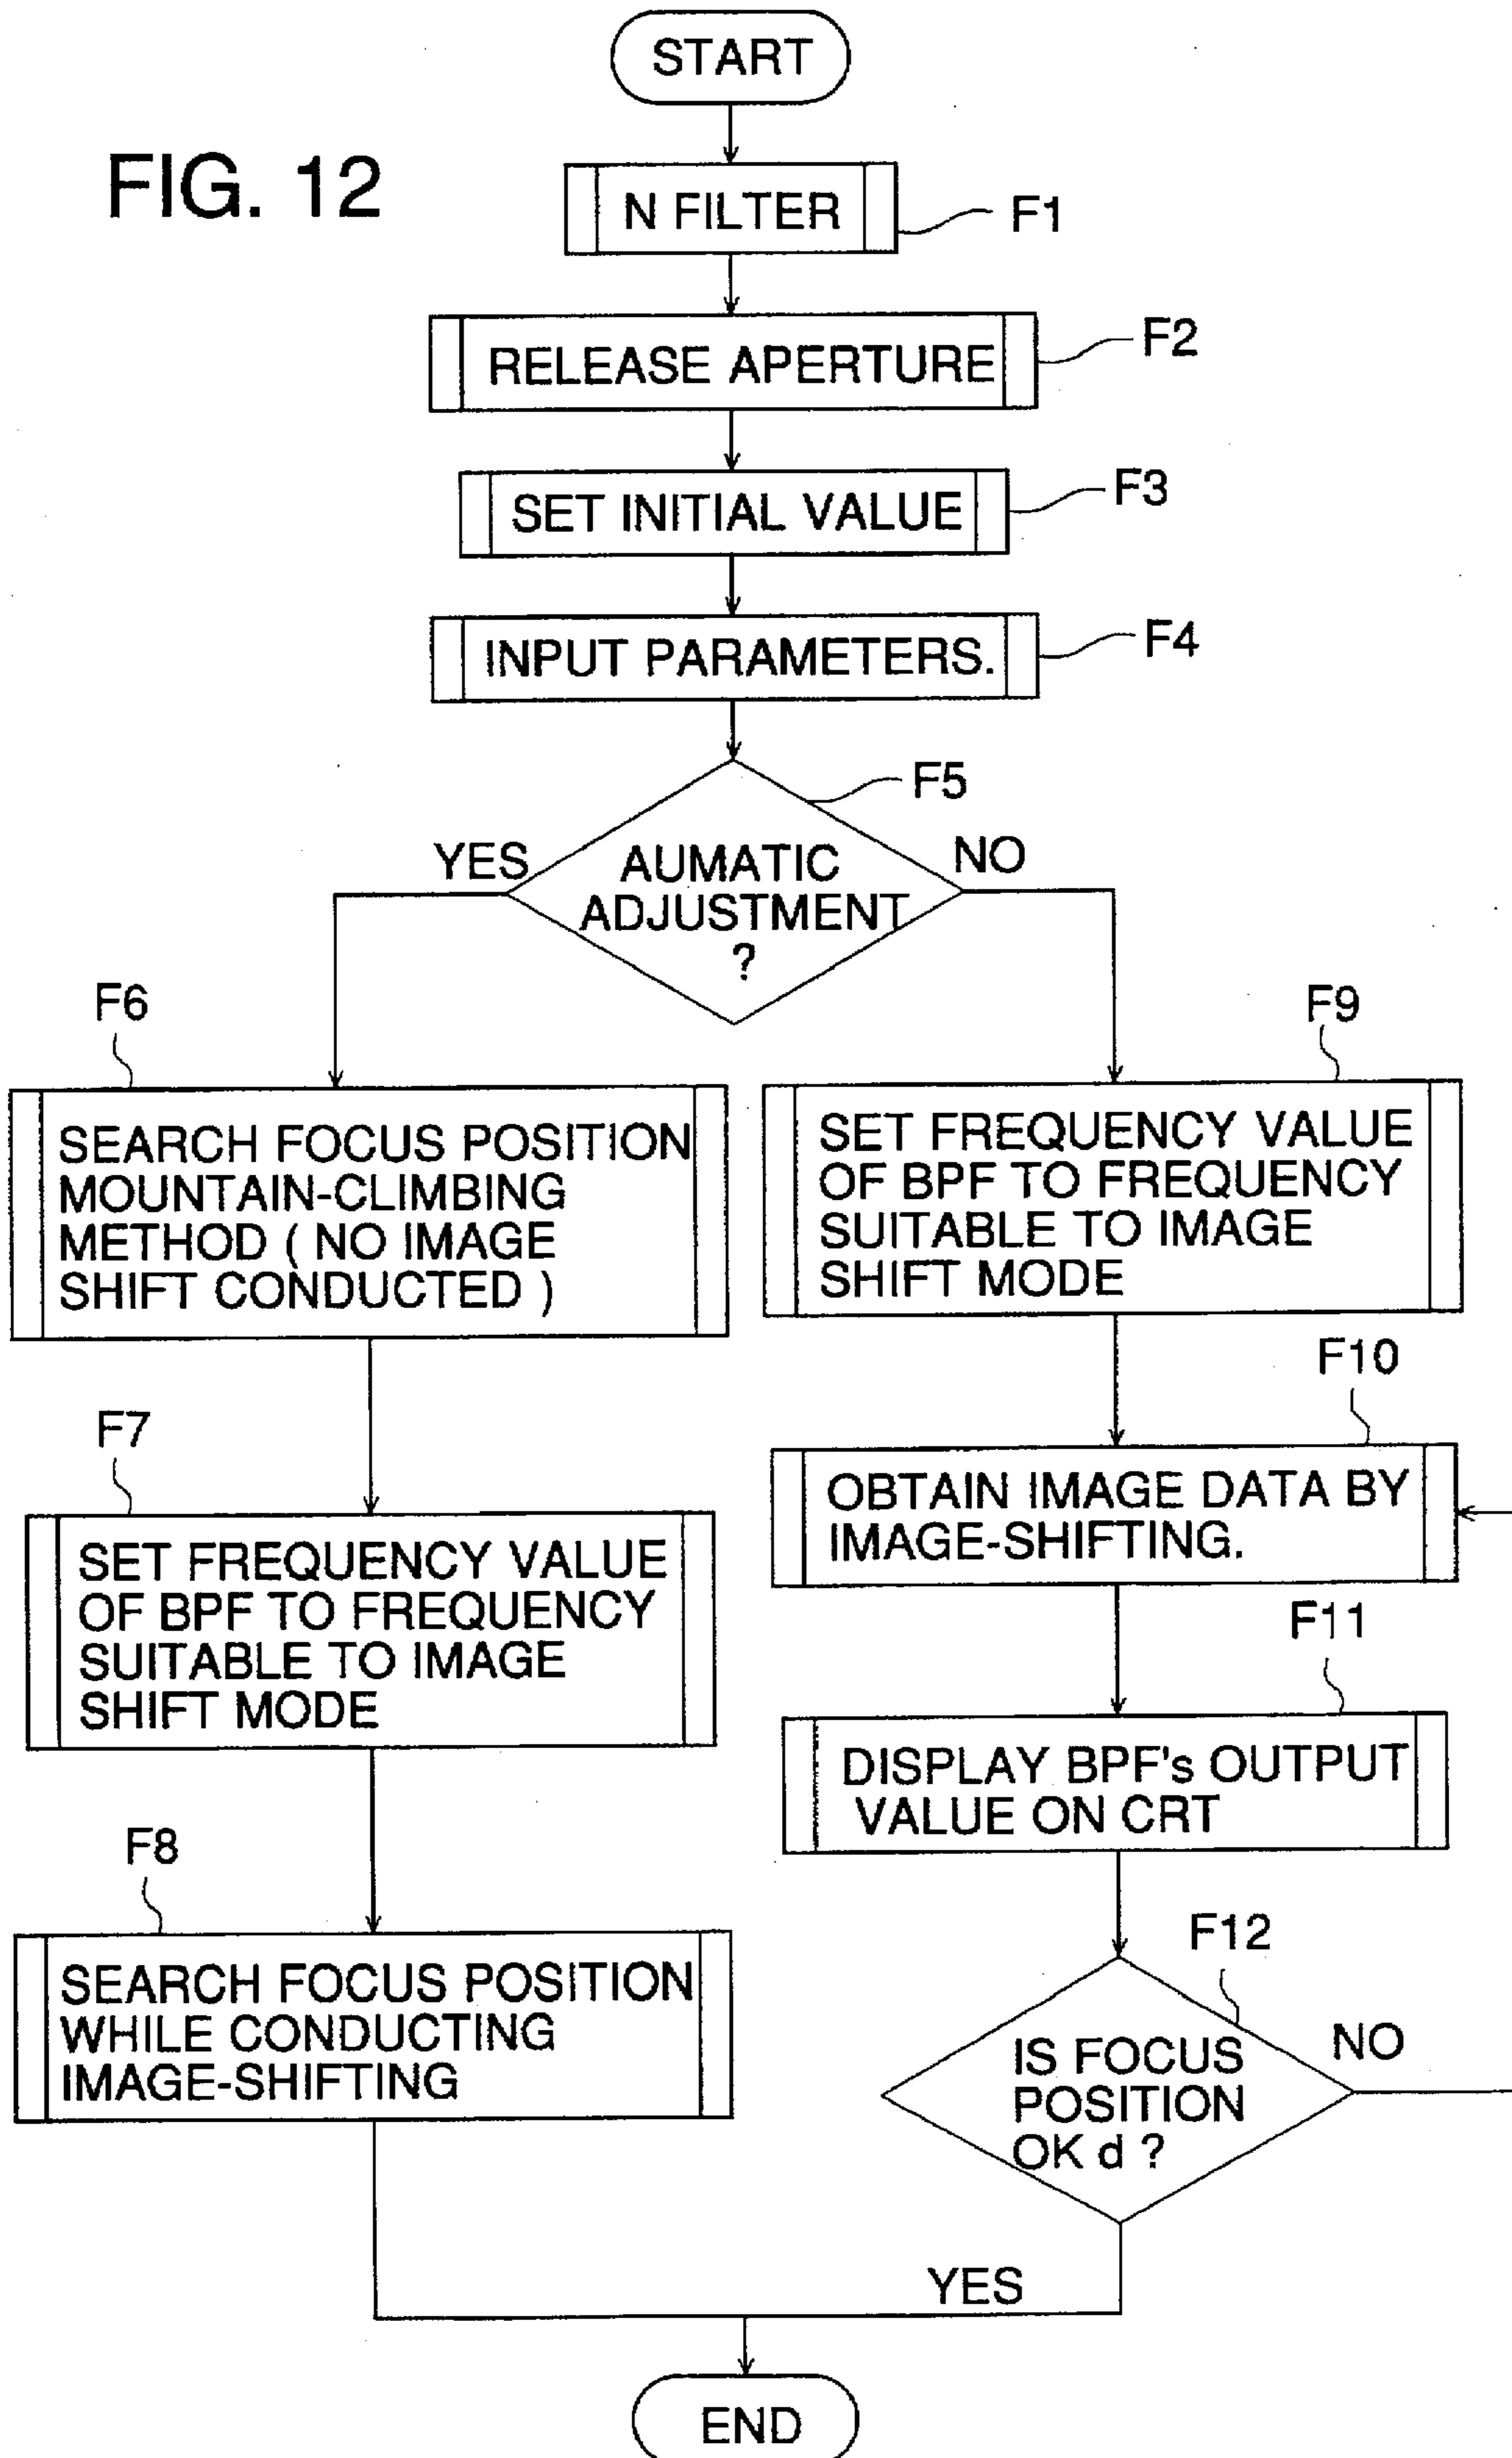 START
FIG. 12
N FILTER
F1
RELEASE APERTURE
F2
SET INITIAL VALUE
F3
INPUT PARAMETERS.
F4
F5
YES
AUMATIC
ADJUSTMENT
?
NO
F6
SEARCH FOCUS POSITION
MOUNTAIN-CLIMBING
METHOD ( NO IMAGE
SHIFT CONDUCTED )
F7
SET FREQUENCY VALUE
OF BPF TO FREQUENCY
SUITABLE TO IMAGE
SHIFT MODE
F8
SEARCH FOCUS POSITION
WHILE CONDUCTING
IMAGE-SHIFTING
F9
SET FREQUENCY VALUE
OF BPF TO FREQUENCY
SUITABLE TO IMAGE
SHIFT MODE
F10
OBTAIN IMAGE DATA BY
IMAGE-SHIFTING.
F11
DISPLAY BPF's OUTPUT
VALUE ON CRT
F12
IS FOCUS
POSITION
OK d ?
NO
YES
END